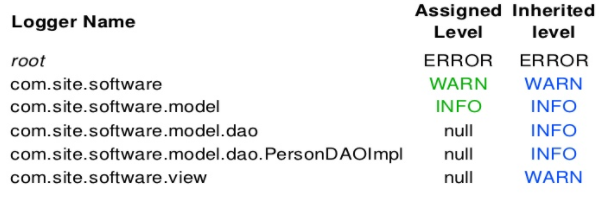 Logger Name Assigned Level Inherited level
root ERROR ERROR
com.site.software WARN WARN
com.site.software.model INFO INFO
com.site.software.model.dao null INFO
com.site.software.model.dao.PersonDAOImpl null INFO
com.site.software.view null WARN